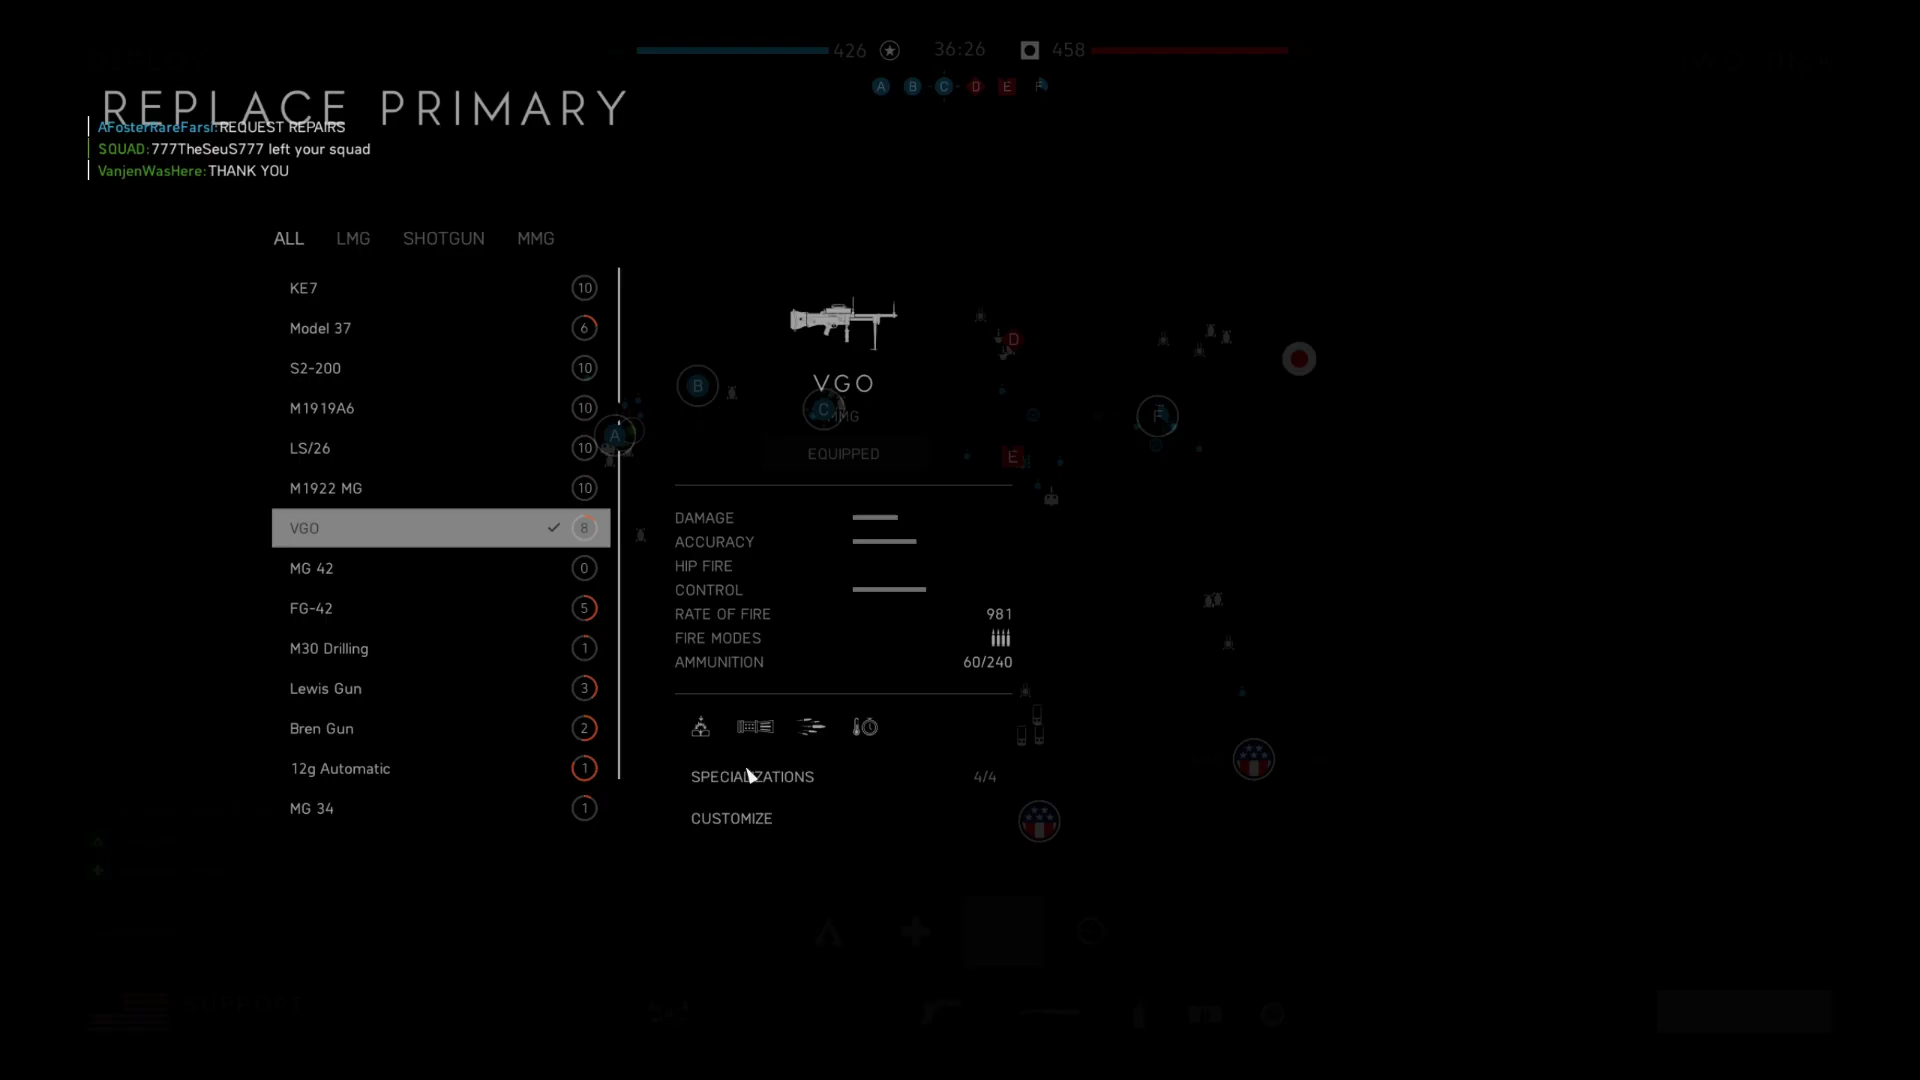 426 36:26 458
A B C D E F
REPLACE PRIMARY
AFosterRareFarsi:REQUEST REPAIRS
SQUAD:777TheSeuS777 left your squad
VanjenWasHere:THANK YOU
ALL LMG SHOTGUN MMG
KE7 10
Model 37 6
S2-200 10
M1919A6 10
LS/26 10
M1922 MG 10
VGO 8
MG 42 0
FG-42 5
M30 Drilling 1
Lewis Gun 3
Bren Gun 2
12g Automatic 1
MG 34 1
VGO
MMG
EQUIPPED
DAMAGE
ACCURACY
HIP FIRE
CONTROL
RATE OF FIRE 981
FIRE MODES
AMMUNITION 60/240
SPECIALIZATIONS 4/4
CUSTOMIZE
A
B
C
D
E
F
SUPPORT